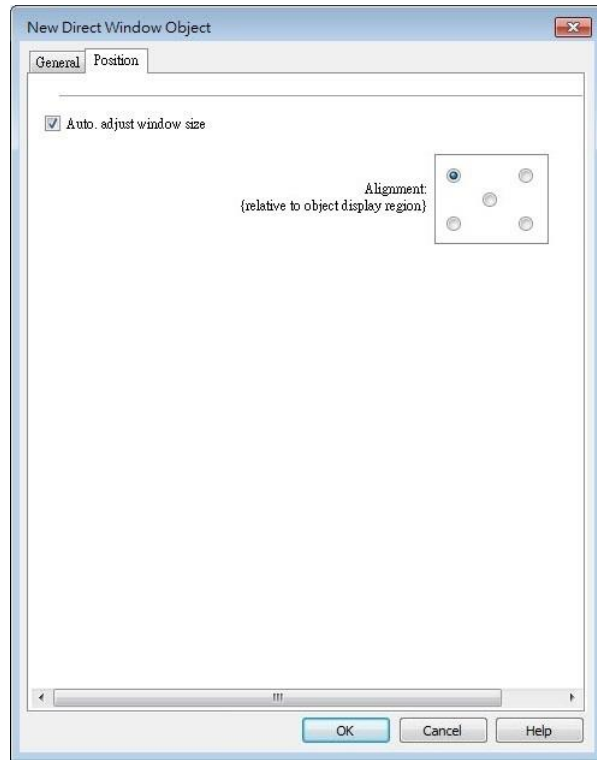 New Direct Window Object
General Position
Auto. adjust window size
Alignment:
{relative to object display region}
OK Cancel Help